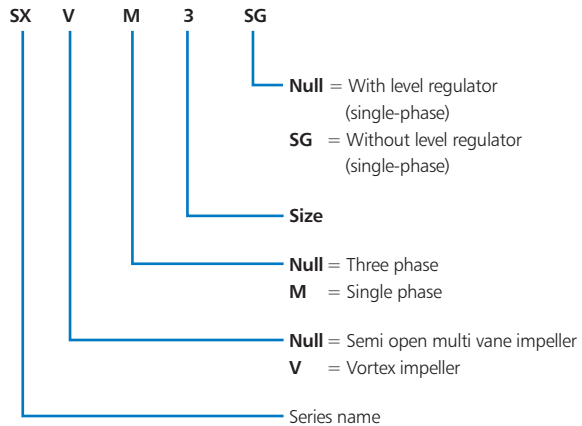 SX V M 3 SG
Null = With level regulator
(single-phase)
SG = Without level regulator
(single-phase)
Size
Null = Three phase
M = Single phase
Null = Semi open multi vane impeller
V = Vortex impeller
Series name